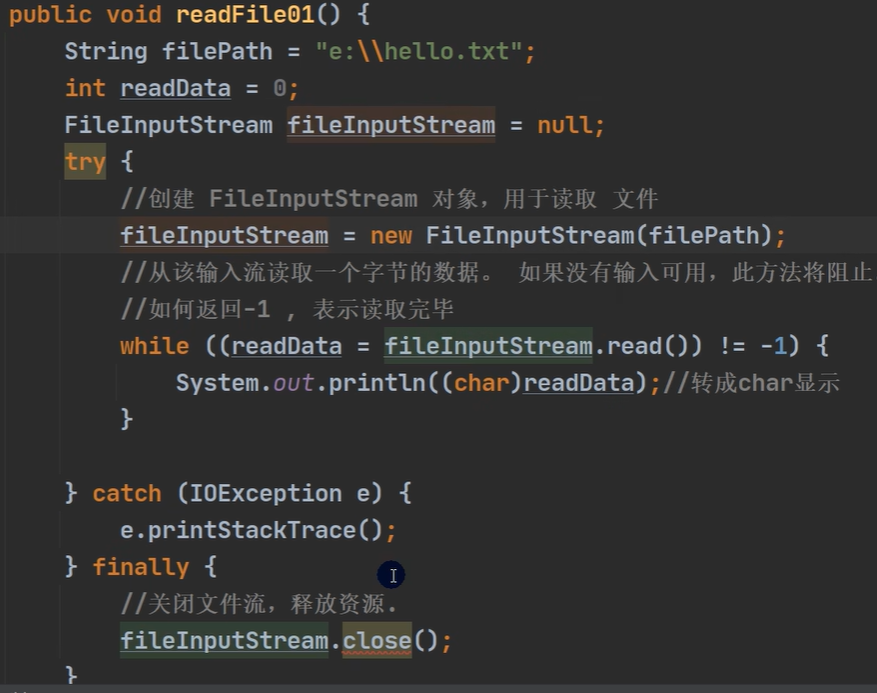 public void readFile01() {
String filePath = "e:\\hello.txt";
int readData = 0;
FileInputStream fileInputStream = null;
try {
//创建 FileInputStream 对象，用于读取 文件
fileInputStream = new FileInputStream(filePath);
//从该输入流读取一个字节的数据。 如果没有输入可用，此方法将阻止
//如何返回-1 , 表示读取完毕
while ((readData = fileInputStream.read()) != -1) {
System.out.println((char)readData);//转成char显示
}
} catch (IOException e) {
e.printStackTrace();
} finally {
//关闭文件流，释放资源.
fileInputStream.close();
}